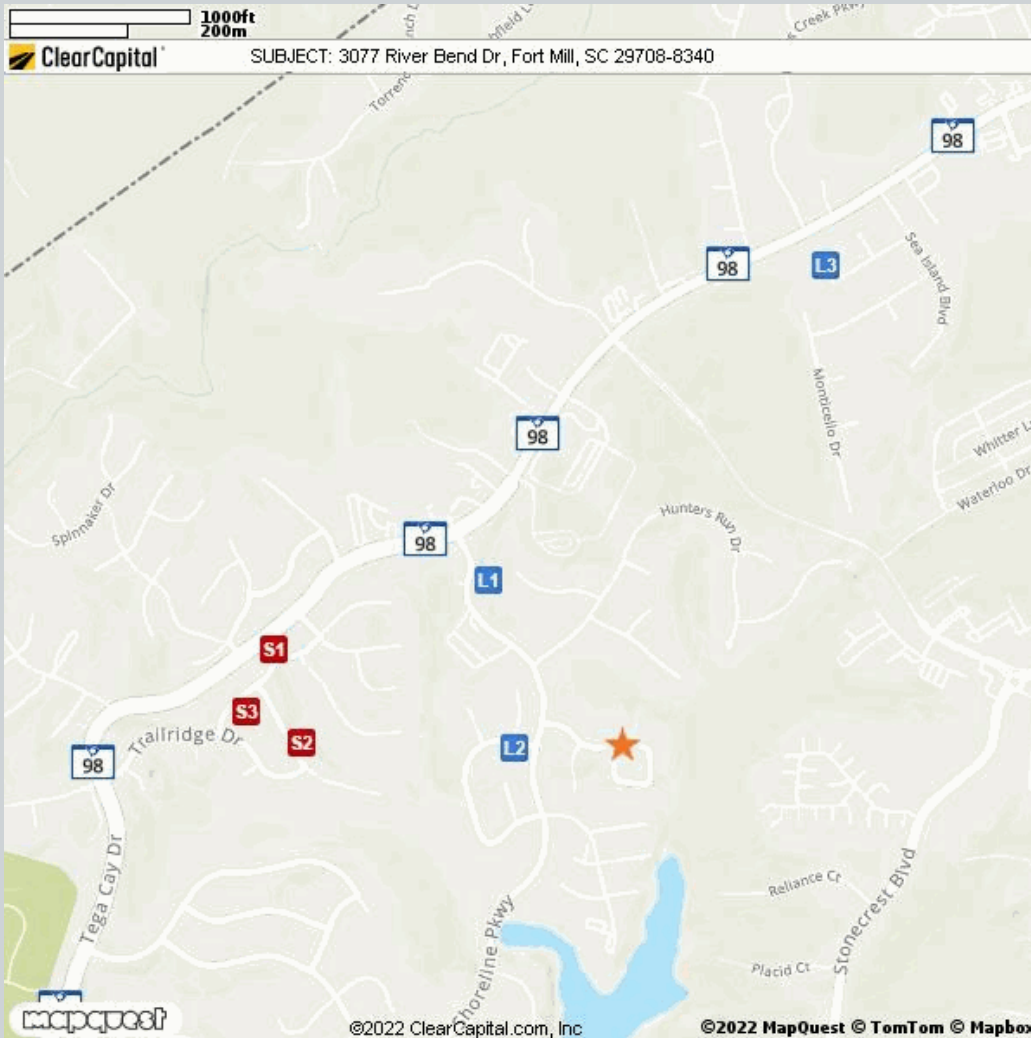 1000ft
200m
nch L
hfield L
s Creek Pkwy
ClearCapital
SUBJECT: 3077 River Bend Dr, Fort Mill, SC 29708-8340
Torrenc
98
98
L3
Sea Island Blvd
Monticello Dr
98
Whitter L
Waterloo Dr
Spinnaker Dr
Hunters Run Dr
98
L1
S1
S3
Trailridge Dr
S2
L2
98
Tega Cay Dr
Shoreline Pkwy
Reliance Ct
Stonecrest Blvd
Placid Ct
mapquest
©2022 ClearCapital.com, Inc
©2022 MapQuest © TomTom © Mapbox